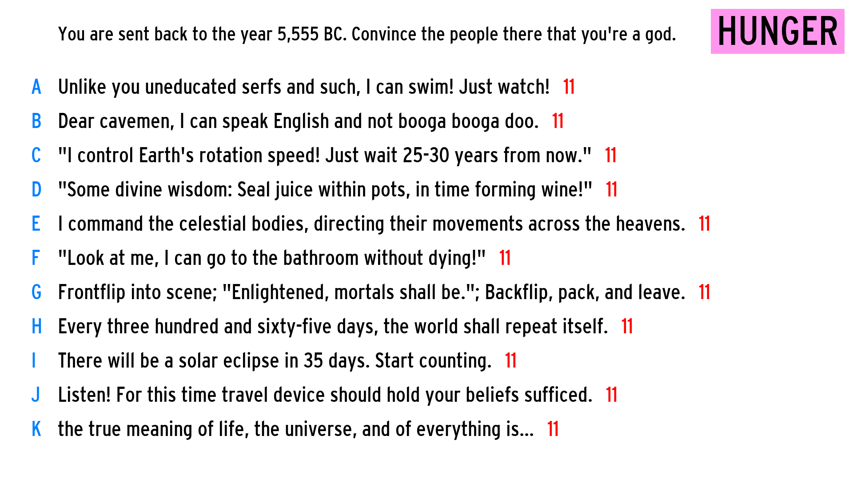 You are sent back to the year 5,555 BC. Convince the people there that you're a god.
HUNGER
A Unlike you uneducated serfs and such, I can swim! Just watch! 11
B Dear cavemen, I can speak English and not booga booga doo. 11
C "I control Earth's rotation speed! Just wait 25-30 years from now." 11
D "Some divine wisdom: Seal juice within pots, in time forming wine!" 11
E I command the celestial bodies, directing their movements across the heavens. 11
F "Look at me, I can go to the bathroom without dying!" 11
G Frontflip into scene; "Enlightened, mortals shall be."; Backflip, pack, and leave. 11
H Every three hundred and sixty-five days, the world shall repeat itself. 11
I There will be a solar eclipse in 35 days. Start counting. 11
J Listen! For this time travel device should hold your beliefs sufficed. 11
K the true meaning of life, the universe, and of everything is... 11